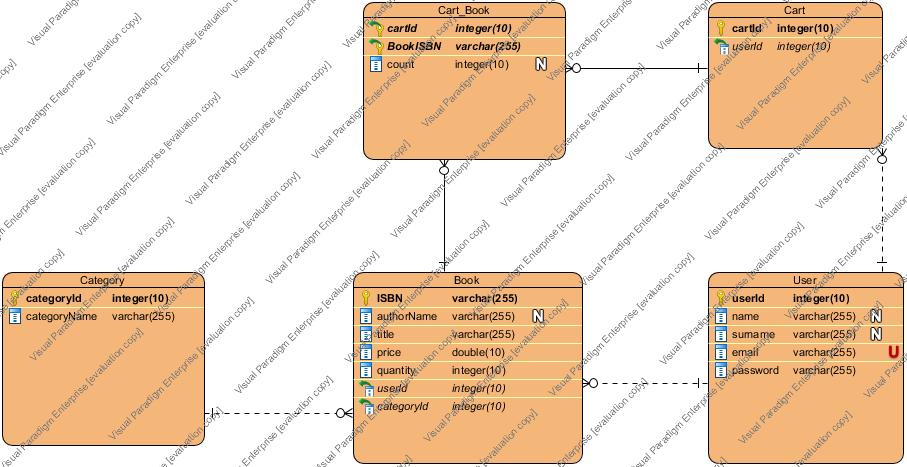 Cart_Book
cartId integer(10)
BookISBN varchar(255)
count integer(10) N
Cart
cartId integer(10)
userId integer(10)
Category
categoryId integer(10)
categoryName varchar(255)
Book
ISBN varchar(255)
authorName varchar(255) N
title varchar(255)
price double(10)
quantity integer(10)
userId integer(10)
categoryId integer(10)
User
userId integer(10)
name varchar(255) N
surname varchar(255) N
email varchar(255) U
password varchar(255)
Visual Paradigm Enterprise [evaluation copy]